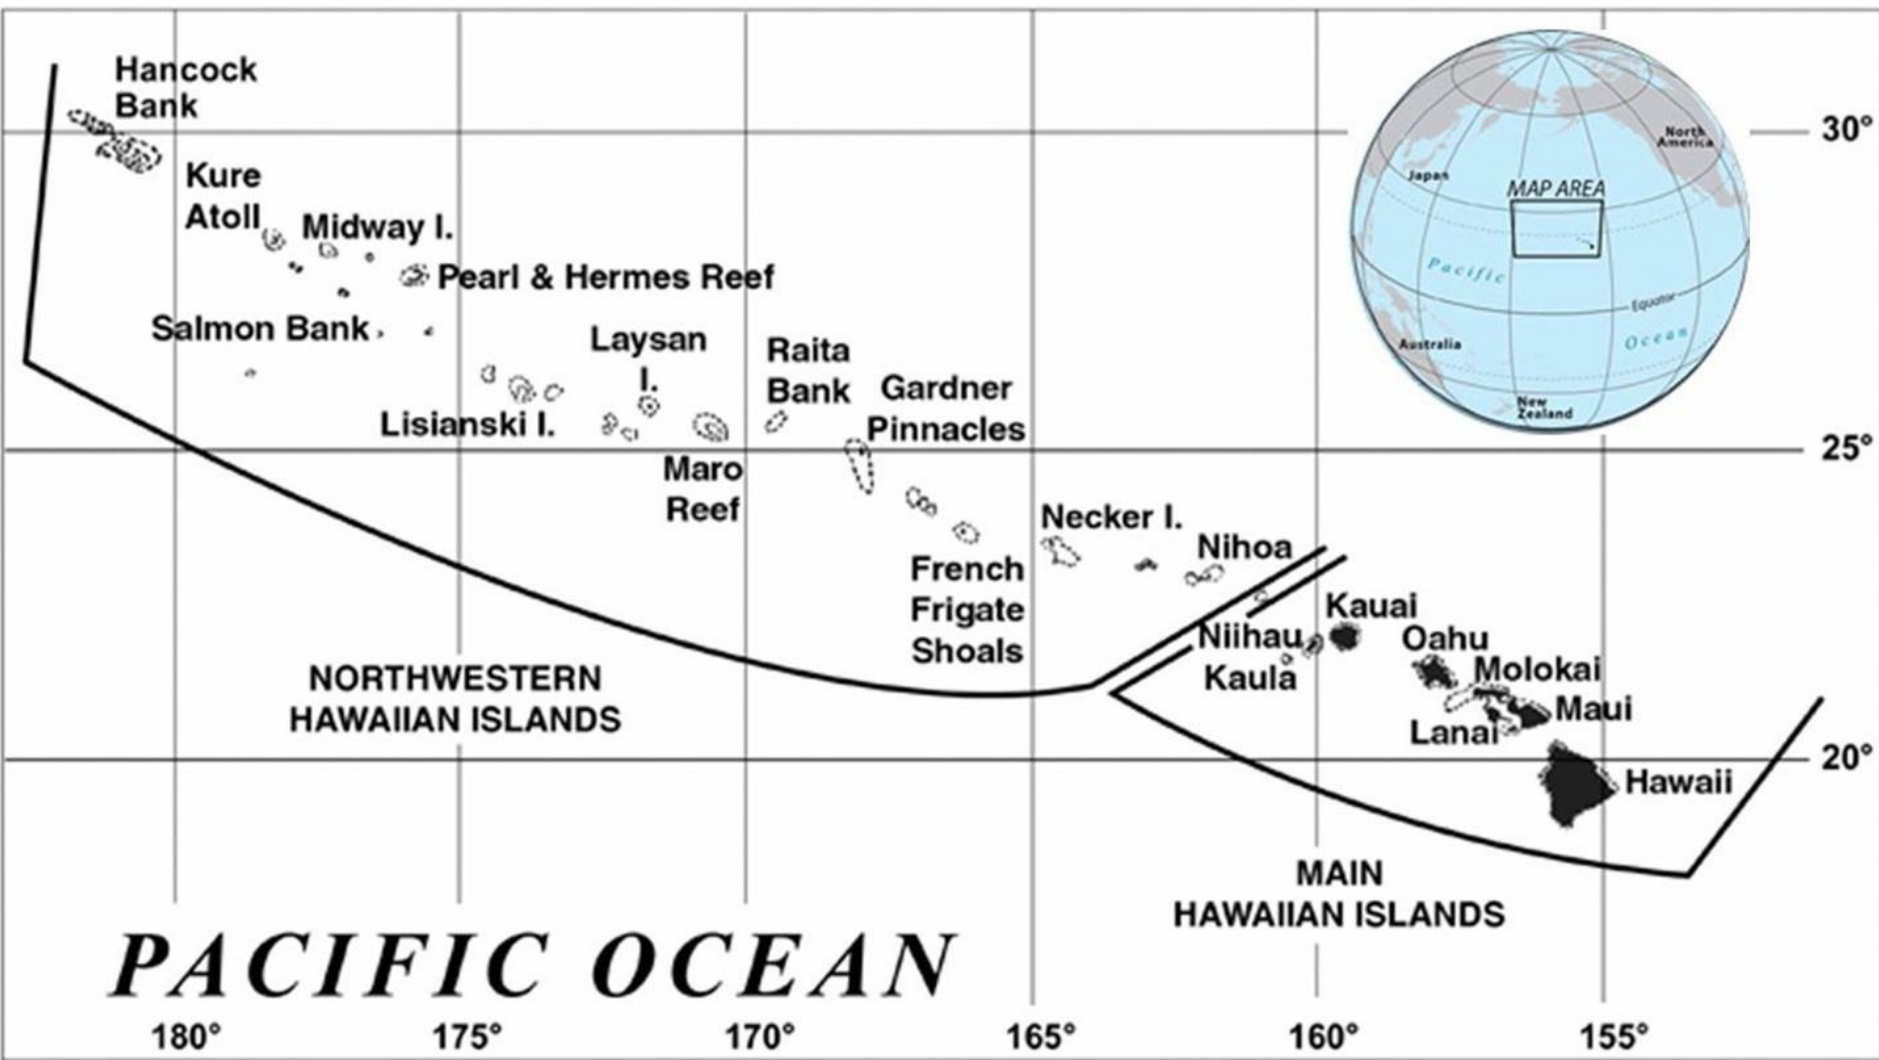 Hancock
Bank
Kure
Atoll
Midway I.
Pearl & Hermes Reef
Salmon Bank
Laysan
I.
Lisianski I.
Raita
Bank
Maro
Reef
Gardner
Pinnacles
French
Frigate
Shoals
Necker I.
Nihoa
NORTHWESTERN
HAWAIIAN ISLANDS
Kauai
Niihau
Kaula
Oahu
Molokai
Maui
Lanai
Hawaii
MAIN
HAWAIIAN ISLANDS
PACIFIC OCEAN
North
America
Japan
MAP AREA
Pacific
Equator
Ocean
Australia
New
Zealand
30°
25°
20°
180°
175°
170°
165°
160°
155°